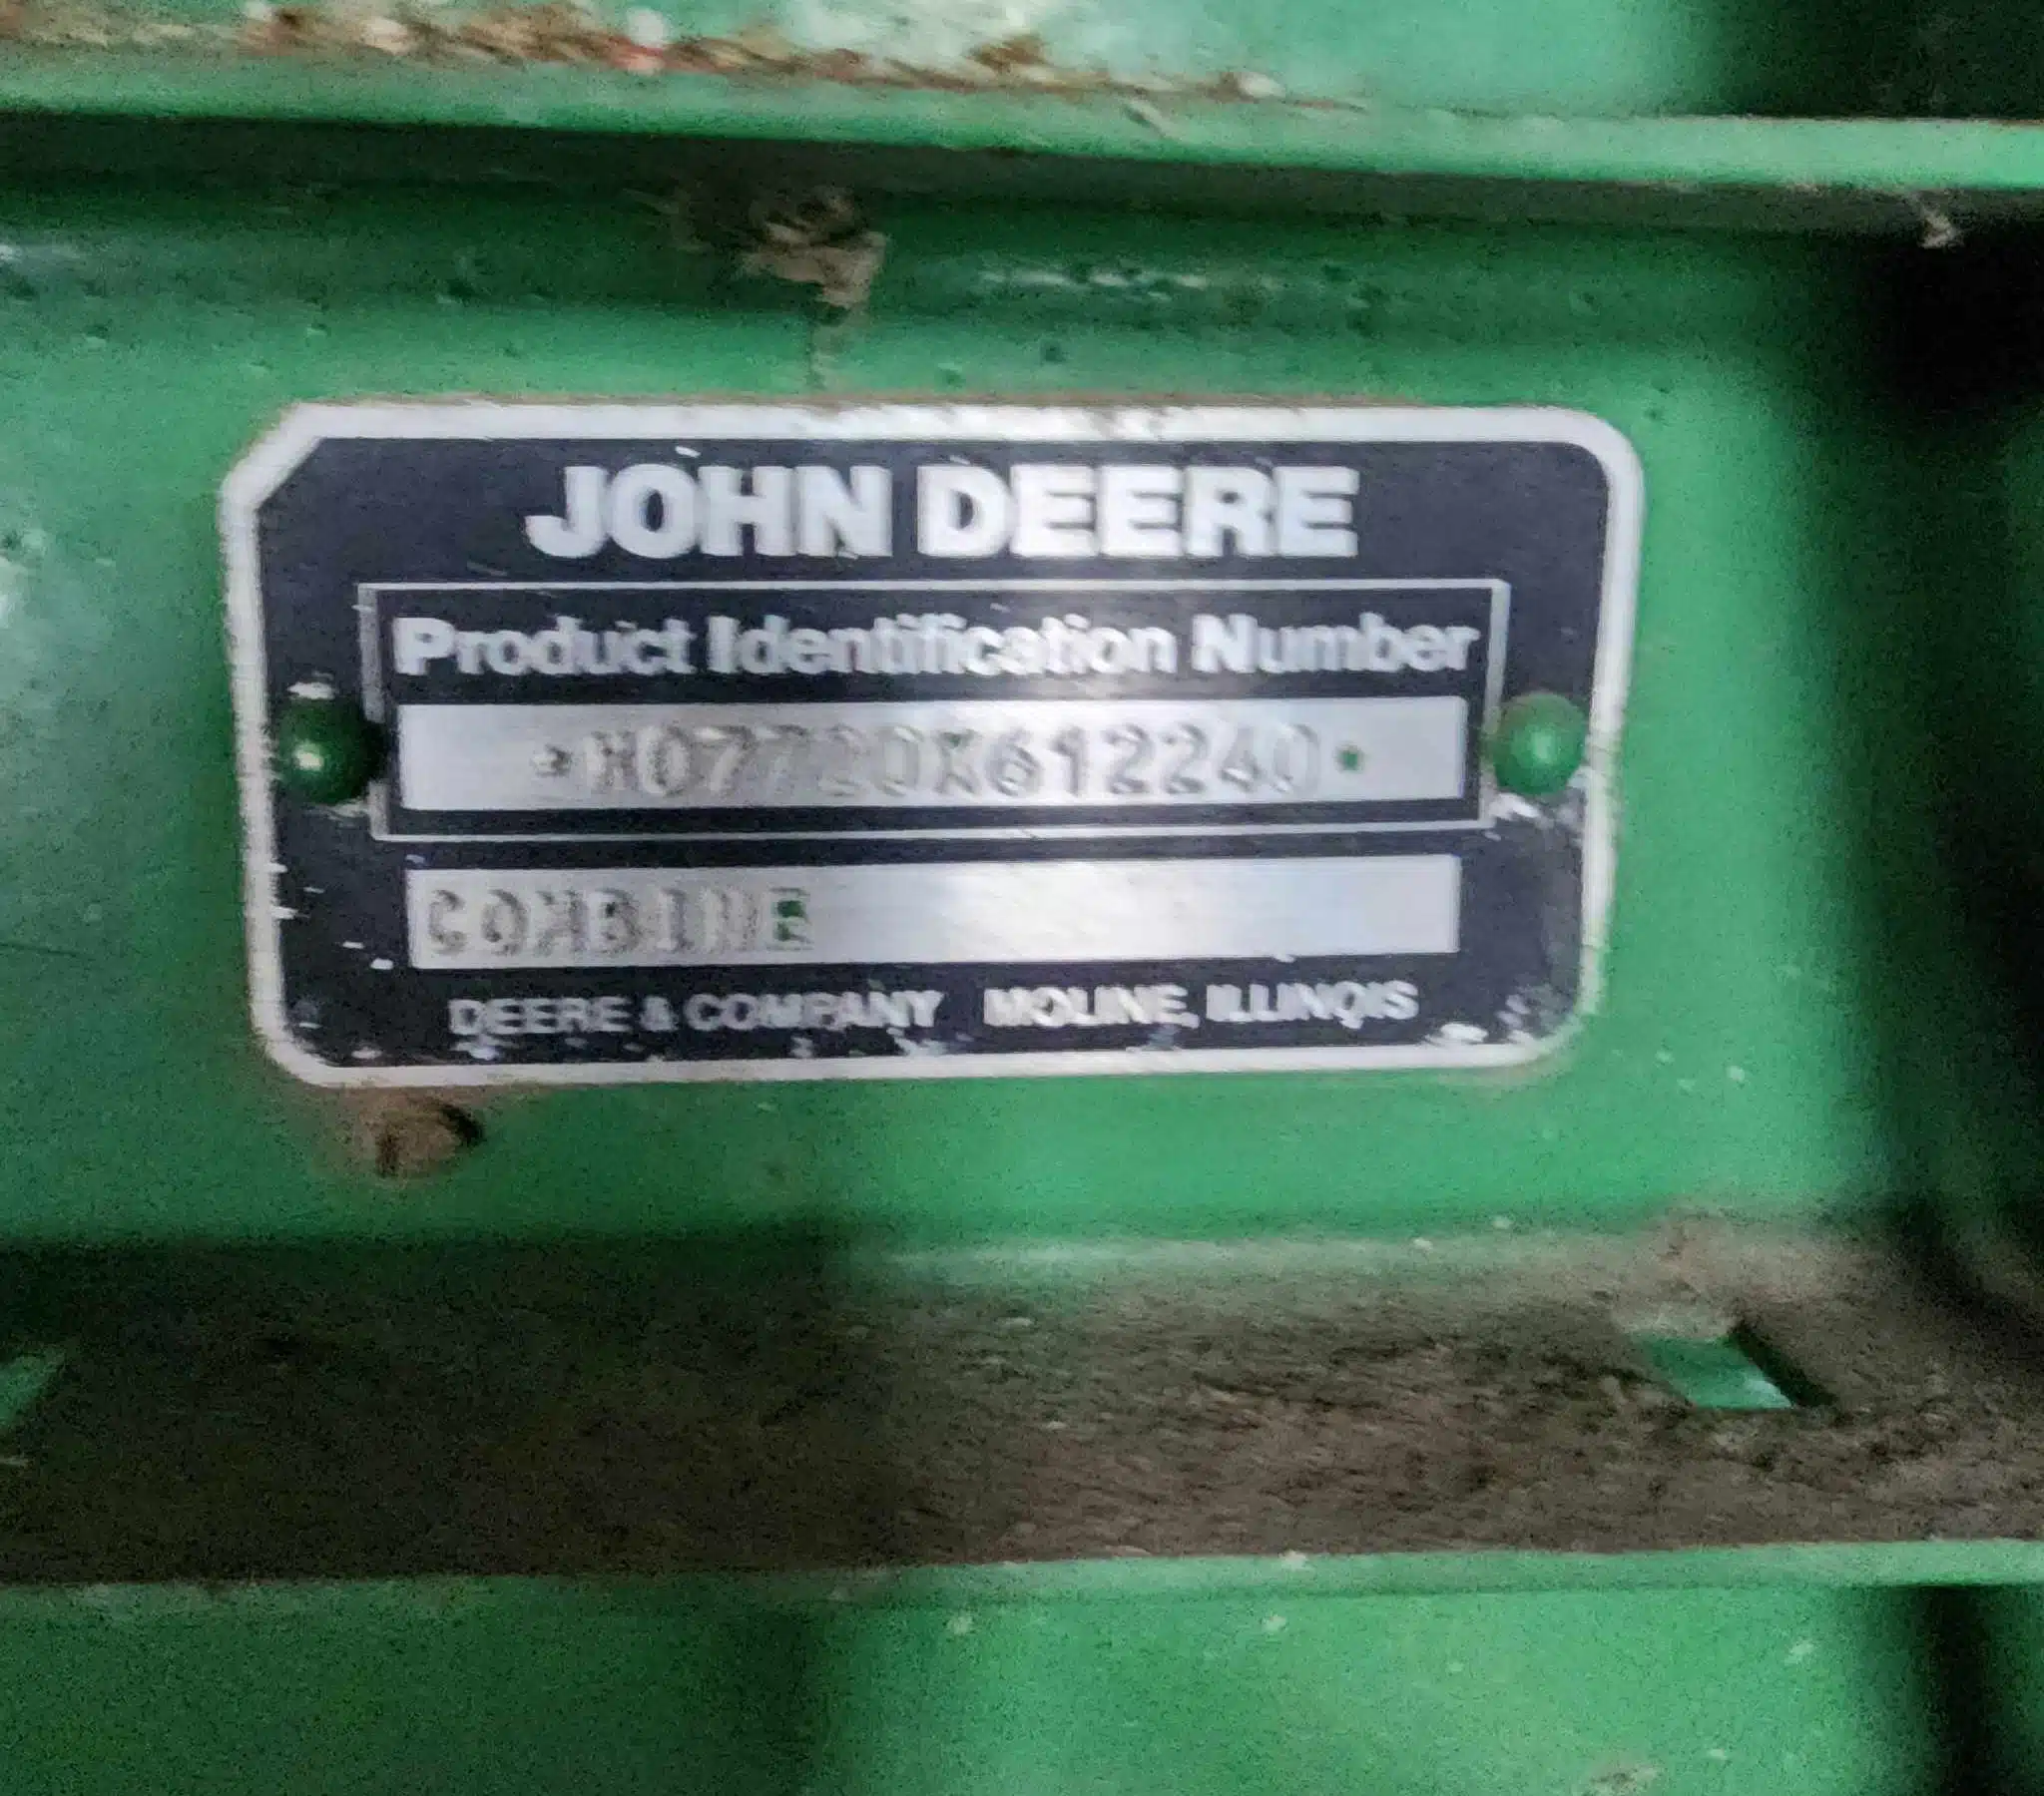 JOHN DEERE
Product Identification Number
*H07720X612240*
COMBINE
DEERE & COMPANY MOLINE, ILLINOIS